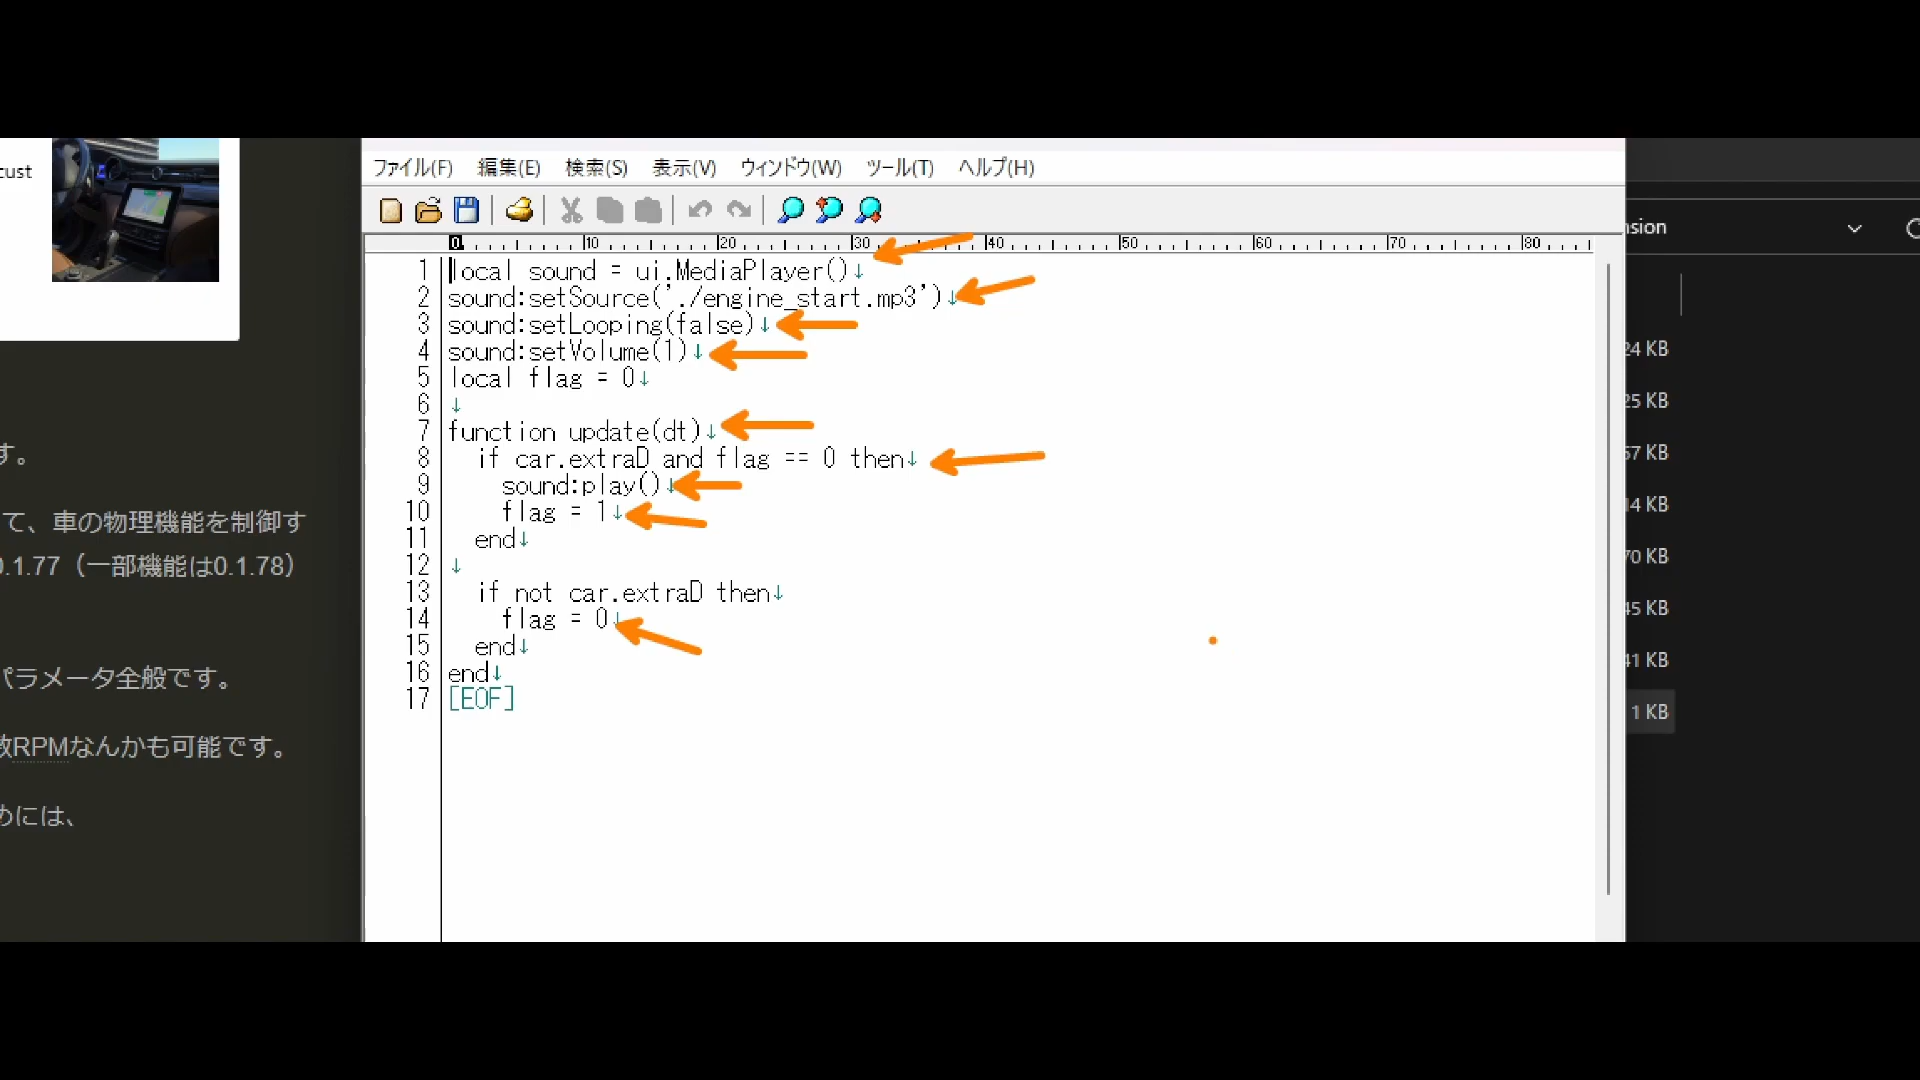 cust
す。
て、車の物理機能を制御す
0.1.77（一部機能は0.1.78）
パラメータ全般です。
数RPMなんかも可能です。
めには、
ファイル(F) 編集(E) 検索(S) 表示(V) ウィンドウ(W) ツール(T) ヘルプ(H)
0 10 20 30 40 50 60 70 80
1 local sound = ui.MediaPlayer()↓
2 sound:setSource('./engine_start.mp3')↓
3 sound:setLooping(false)↓
4 sound:setVolume(1)↓
5 local flag = 0↓
6 ↓
7 function update(dt)↓
8 if car.extraD and flag == 0 then↓
9 sound:play()↓
10 flag = 1↓
11 end↓
12 ↓
13 if not car.extraD then↓
14 flag = 0↓
15 end↓
16 end↓
17 [EOF]
nsion
24 KB
25 KB
57 KB
14 KB
70 KB
45 KB
41 KB
1 KB